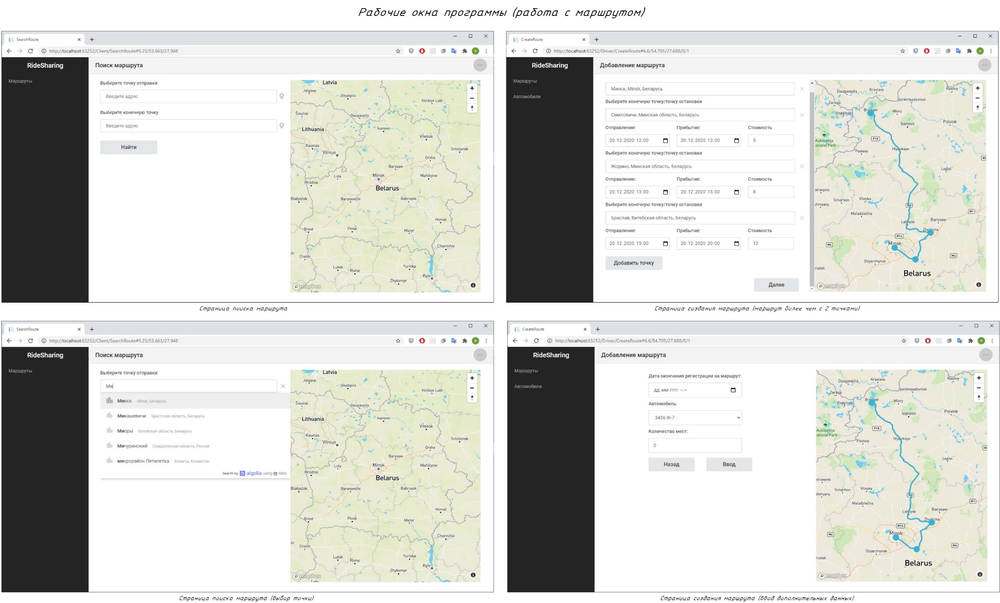 Рабочие окна программы (работа с маршрутом)
SearchRoute
http://localhost:63252/Client/SearchRoute#5.25/53.663/27.948
RideSharing
Поиск маршрута
Маршруты
Выберите точку отправки
Введите адрес
Выберите конечную точку
Введите адрес
Найти
Latvia
Jelgava
Jēkabpils
Velikiye Luki
Šiauliai
Daugavpils
Lithuania
Ivanovo
Vitebsk
Kaunas
Smolensk
Vilnius
Orsha
Barysaw
Lida
Minsk
Mahilyow
Hrodna
Belarus
Białystok
Baranovichi
Babruysk
Homel
Brest
Pinsk
Mazyr
Chernihiv
Chełm
Lutsk
Rivne
Yurivka
Kyiv
Zhytomyr
mapbox
Страница поиска маршрута
CreateRoute
http://localhost:63252/Driver/CreateRoute#6.6/54.705/27.688/0/1
RideSharing
Добавление маршрута
Маршруты
Автомобили
Минск, Minsk, Беларусь
Выберите конечную точку/точку остановки
Смиловичи, Минская область, Беларусь
Отправление: Прибытие: Стоимость
20.12.2020 12:00 20.12.2020 13:00 5
Выберите конечную точку/точку остановки
Жодино, Минская область, Беларусь
Отправление: Прибытие: Стоимость
20.12.2020 13:00 20.12.2020 15:00 8
Выберите конечную точку/точку остановки
Браслав, Витебская область, Беларусь
Отправление: Прибытие: Стоимость
20.12.2020 15:00 20.12.2020 20:00 13
Добавить точку
Далее
Daugavpils
Kraslava
Rasony
Verkhnyadzvinsk
Zarasai
Visaginas
Braslaw
Miory
Polatsk
Ivanovo
Aukštaitija
ational Park
P18
Pastavy
Hlybokaye
Lepiel
stravyets
Smarhon
Vileyka
shmyany
Maladziečna
M1
Lahoysk
Barysaw
Zhodzina
M14
M6
Minsk
M4
Dzyarzhynsk
rudak
Belarus
mapbox
Страница создания маршрута (маршрут более чем с 2 точками)
SearchRoute
http://localhost:63252/Client/SearchRoute#5.25/53.663/27.948
RideSharing
Поиск маршрута
Маршруты
Выберите точку отправки
Ми
Минск Minsk, Беларусь
Микашевичи Брестская область, Беларусь
Миоры Витебская область, Беларусь
Мичуринский Свердловская область, Россия
микрорайон Пятилетка Алматы, Казахстан
Search by algolia using data
Latvia
Jelgava
Jēkabpils
Velikiye Luki
Šiauliai
Daugavpils
Lithuania
Ivanovo
Vitebsk
Kaunas
Smolensk
Vilnius
Orsha
Barysaw
Lida
Minsk
Mahilyow
Hrodna
Belarus
Białystok
Baranovichi
Babruysk
Homel
Brest
Pinsk
Mazyr
Chernihiv
Chełm
Lutsk
Rivne
Yurivka
Kyiv
Zhytomyr
mapbox
Страница поиска маршрута (выбор точки)
CreateRoute
http://localhost:63252/Driver/CreateRoute#6.6/54.705/27.688/0/1
RideSharing
Добавление маршрута
Маршруты
Автомобили
Дата окончания регистрации на маршрут:
дд.мм.гггг --:--
Автомобиль:
3456 IK-7
Количество мест:
0
Назад Ввод
Daugavpils
Kraslava
Rasony
Verkhnyadzvinsk
Zarasai
Visaginas
Braslaw
Miory
Polatsk
Ivanovo
Aukštaitija
ational Park
P18
Pastavy
Hlybokaye
Lepiel
stravyets
Smarhon
Vileyka
shmyany
Maladziečna
M1
Lahoysk
Barysaw
Zhodzina
M14
M6
Minsk
M4
Dzyarzhynsk
rudak
Belarus
mapbox
Страница создания маршрута (ввод дополнительных данных)